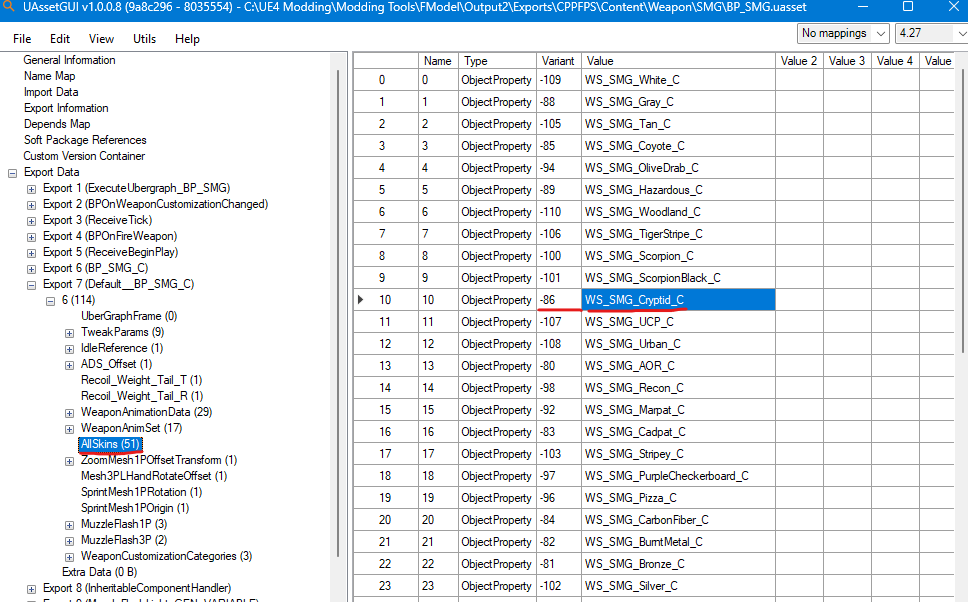 UAssetGUI v1.0.0.8 (9a8c296 - 8035554) - C:\UE4 Modding\Modding Tools\FModel\Output2\Exports\CPPFPS\Content\Weapon\SMG\BP_SMG.uasset
File Edit View Utils Help No mappings 4.27
General Information
Name Map
Import Data
Export Information
Depends Map
Soft Package References
Custom Version Container
Export Data
Export 1 (ExecuteUbergraph_BP_SMG)
Export 2 (BPOnWeaponCustomizationChanged)
Export 3 (ReceiveTick)
Export 4 (BPOnFireWeapon)
Export 5 (ReceiveBeginPlay)
Export 6 (BP_SMG_C)
Export 7 (Default__BP_SMG_C)
6 (114)
UberGraphFrame (0)
TweakParams (9)
IdleReference (1)
ADS_Offset (1)
Recoil_Weight_Tail_T (1)
Recoil_Weight_Tail_R (1)
WeaponAnimationData (29)
WeaponAnimSet (17)
AllSkins (51)
ZoomMesh1POffsetTransform (1)
Mesh3PLHandRotateOffset (1)
SprintMesh1PRotation (1)
SprintMesh1POrigin (1)
MuzzleFlash1P (3)
MuzzleFlash3P (2)
WeaponCustomizationCategories (3)
Extra Data (0 B)
Export 8 (InheritableComponentHandler)
Name Type Variant Value Value 2 Value 3 Value 4 Value
0 0 ObjectProperty -109 WS_SMG_White_C
1 1 ObjectProperty -88 WS_SMG_Gray_C
2 2 ObjectProperty -105 WS_SMG_Tan_C
3 3 ObjectProperty -85 WS_SMG_Coyote_C
4 4 ObjectProperty -94 WS_SMG_OliveDrab_C
5 5 ObjectProperty -89 WS_SMG_Hazardous_C
6 6 ObjectProperty -110 WS_SMG_Woodland_C
7 7 ObjectProperty -106 WS_SMG_TigerStripe_C
8 8 ObjectProperty -100 WS_SMG_Scorpion_C
9 9 ObjectProperty -101 WS_SMG_ScorpionBlack_C
10 10 ObjectProperty -86 WS_SMG_Cryptid_C
11 11 ObjectProperty -107 WS_SMG_UCP_C
12 12 ObjectProperty -108 WS_SMG_Urban_C
13 13 ObjectProperty -80 WS_SMG_AOR_C
14 14 ObjectProperty -98 WS_SMG_Recon_C
15 15 ObjectProperty -92 WS_SMG_Marpat_C
16 16 ObjectProperty -83 WS_SMG_Cadpat_C
17 17 ObjectProperty -103 WS_SMG_Stripey_C
18 18 ObjectProperty -97 WS_SMG_PurpleCheckerboard_C
19 19 ObjectProperty -96 WS_SMG_Pizza_C
20 20 ObjectProperty -84 WS_SMG_CarbonFiber_C
21 21 ObjectProperty -82 WS_SMG_BurntMetal_C
22 22 ObjectProperty -81 WS_SMG_Bronze_C
23 23 ObjectProperty -102 WS_SMG_Silver_C